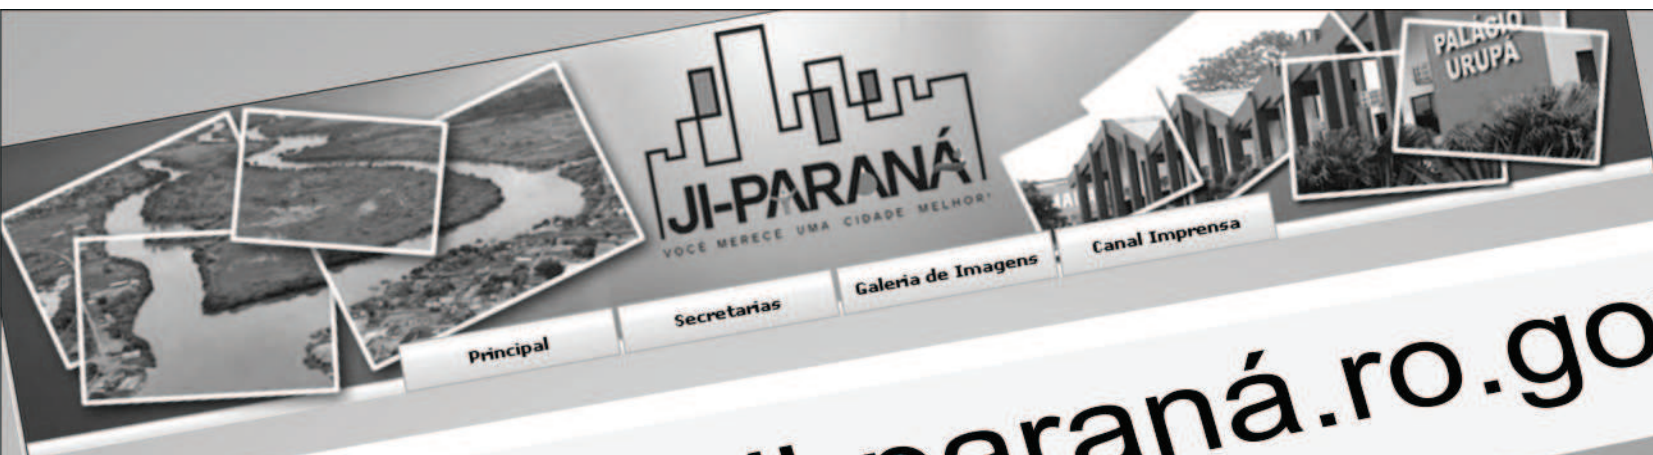 PALÁCIO
URUPÁ
JI-PARANÁ
VOCÊ MERECE UMA CIDADE MELHOR
Principal
Secretarias
Galeria de Imagens
Canal Imprensa
paraná.ro.go